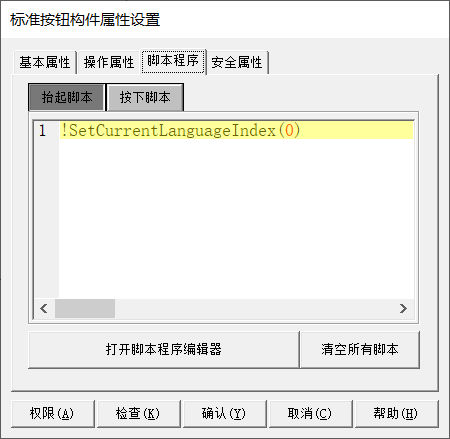 标准按钮构件属性设置
基本属性 操作属性 脚本程序 安全属性
抬起脚本 按下脚本
1 !SetCurrentLanguageIndex(0)
打开脚本程序编辑器 清空所有脚本
权限(A) 检查(K) 确认(Y) 取消(C) 帮助(H)